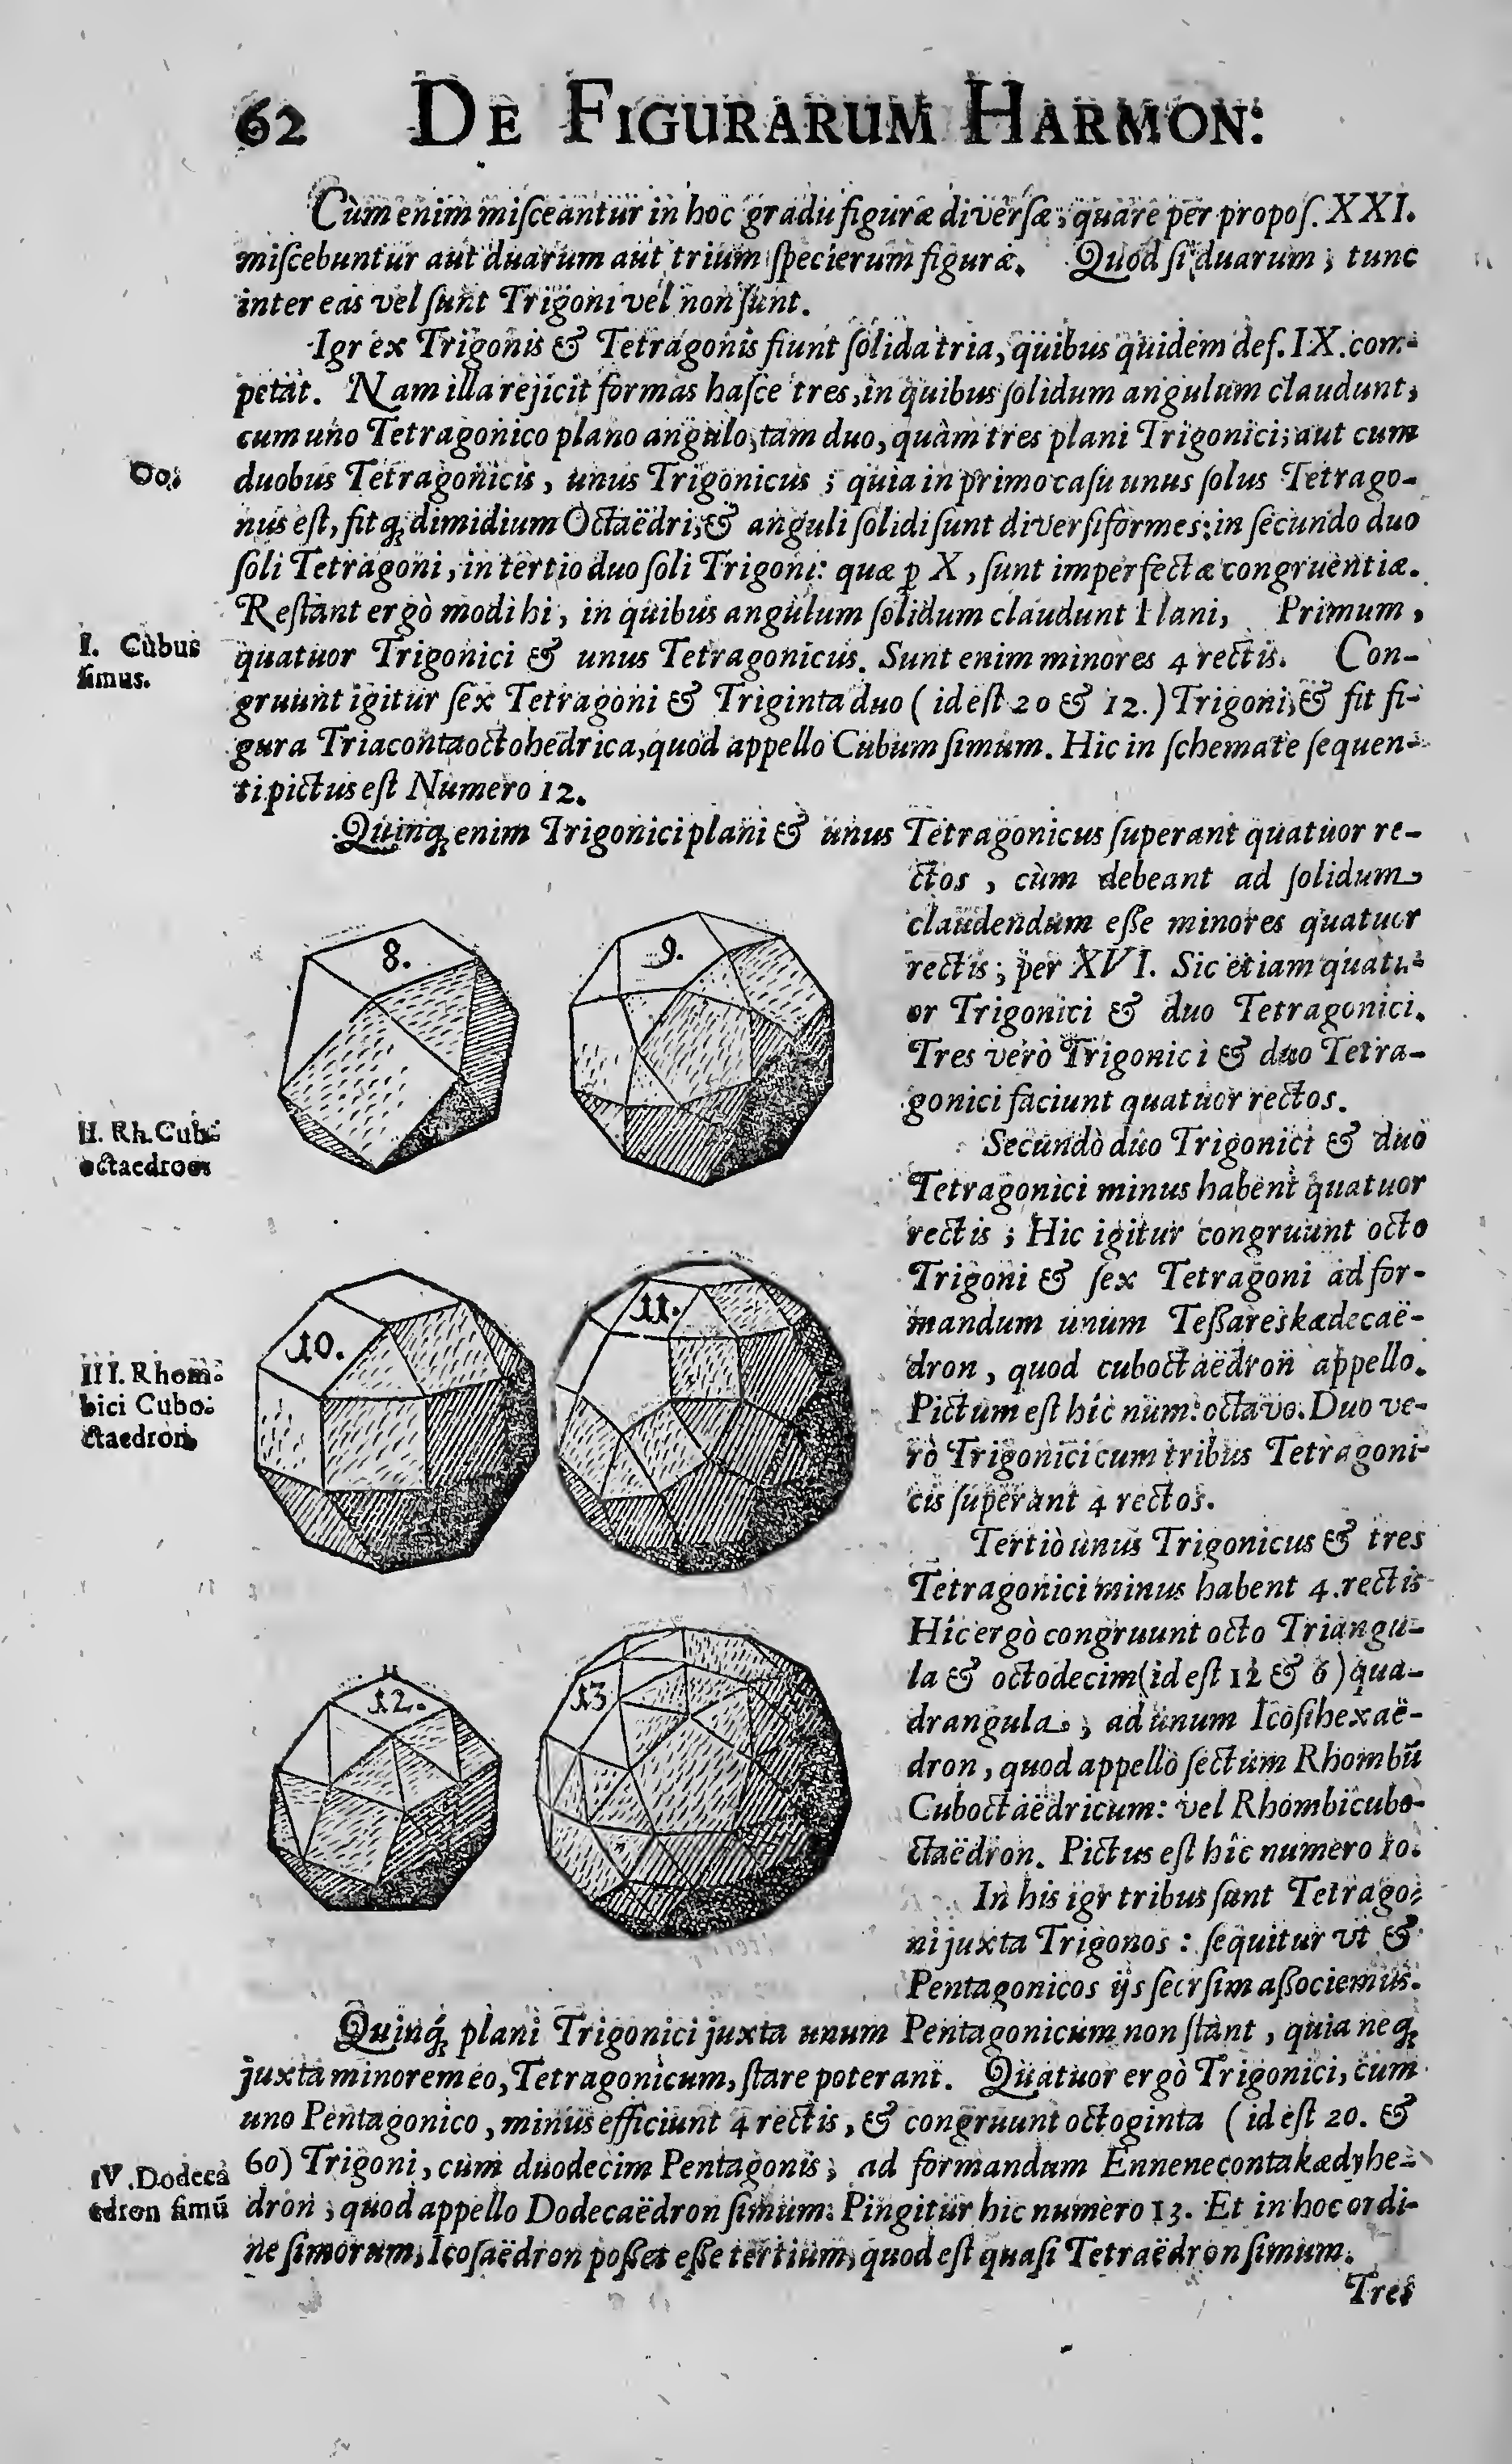 62 DE FIGURARUM HARMON:
Cùm enim miſceantur in hoc gradu figuræ diverſæ; quare per propoſ. XXI.
miſcebuntur aut duarum aut trium ſpecierum figuræ. Quod ſi duarum; tunc
inter eas vel ſunt Trigoni vel non ſunt.
Igr ex Trigonis & Tetragonis fiunt ſolida tria, quibus quidem def. IX. com-
petat. Nam illa rejicit formas haſce tres, in quibus ſolidum angulum claudunt,
cum uno Tetragonico plano angulo, tam duo, quàm tres plani Trigonici; aut cum
Oo.
duobus Tetragonicis, unus Trigonicus; quia in primo caſu unus ſolus Tetrago-
nus eſt, fit q; dimidium Octaëdri, & anguli ſolidi ſunt diverſiformes: in ſecundo duo
ſoli Tetragoni, in tertio duo ſoli Trigoni: quæ p X, ſunt imperfectæ congruentiæ.
Reſtant ergò modi hi, in quibus angulum ſolidum claudunt Plani, Primum,
I. Cubus
ſimus.
quatuor Trigonici & unus Tetragonicus. Sunt enim minores 4 rectis. Con-
gruunt igitur ſex Tetragoni & Triginta duo (id eſt 20 & 12.) Trigoni, & fit fi-
gura Triacontaoctohedrica, quod appello Cubum ſimum. Hic in ſchemate ſequen-
ti pictus eſt Numero 12.
Quinq; enim Trigonici plani & unus Tetragonicus ſuperant quatuor re-
ctos, cùm debeant ad ſolidum
claudendum eſſe minores quatuor
rectis; per XVI. Sic etiam quatu-
or Trigonici & duo Tetragonici.
Tres verò Trigonici & duo Tetra-
gonici faciunt quatuor rectos.
8.
9.
II. Rh. Cub-
octaedroes
Secundò duo Trigonici & duo
Tetragonici minus habent quatuor
rectis; Hic igitur congruunt octo
Trigoni & ſex Tetragoni ad for-
mandum unum Teſſareskædecaë-
dron, quod cuboctaëdron appello.
Pictum eſt hîc num: octavo. Duo ve-
rò Trigonici cum tribus Tetragoni-
cis ſuperant 4 rectos.
10.
11.
III. Rhom-
bici Cubo-
ctaedron
Tertiò unus Trigonicus & tres
Tetragonici minus habent 4. rectis
Hîc ergò congruunt octo Triangu-
la & octodecim (id eſt 12 & 6) qua-
drangula; ad unum Icoſihexaë-
dron, quod appello ſectum Rhombũ
Cuboctaëdricum: vel Rhombicubo-
ctaëdron. Pictus eſt hîc numero 10.
12.
13
In his igr tribus ſunt Tetrago-
ni juxta Trigonos: ſequitur vt &
Pentagonicos ijs ſeorſim aſſociemus.
Quinq; plani Trigonici juxta unum Pentagonicum non ſtant, quia neq;
juxta minorem eo, Tetragonicum, ſtare poterant. Quatuor ergò Trigonici, cum
uno Pentagonico, minus efficiunt 4 rectis, & congruunt octoginta (id eſt 20. &
IV. Dodeca
edron ſimũ
60) Trigoni, cum duodecim Pentagonis; ad formandum Ennenecontakædyhe-
dron; quod appello Dodecaëdron ſimum: Pingitur hic numero 13. Et in hoc ordi-
ne ſimorum, Icoſaëdron poſſet eſſe tertium, quod eſt quaſi Tetraëdron ſimum.
Tres